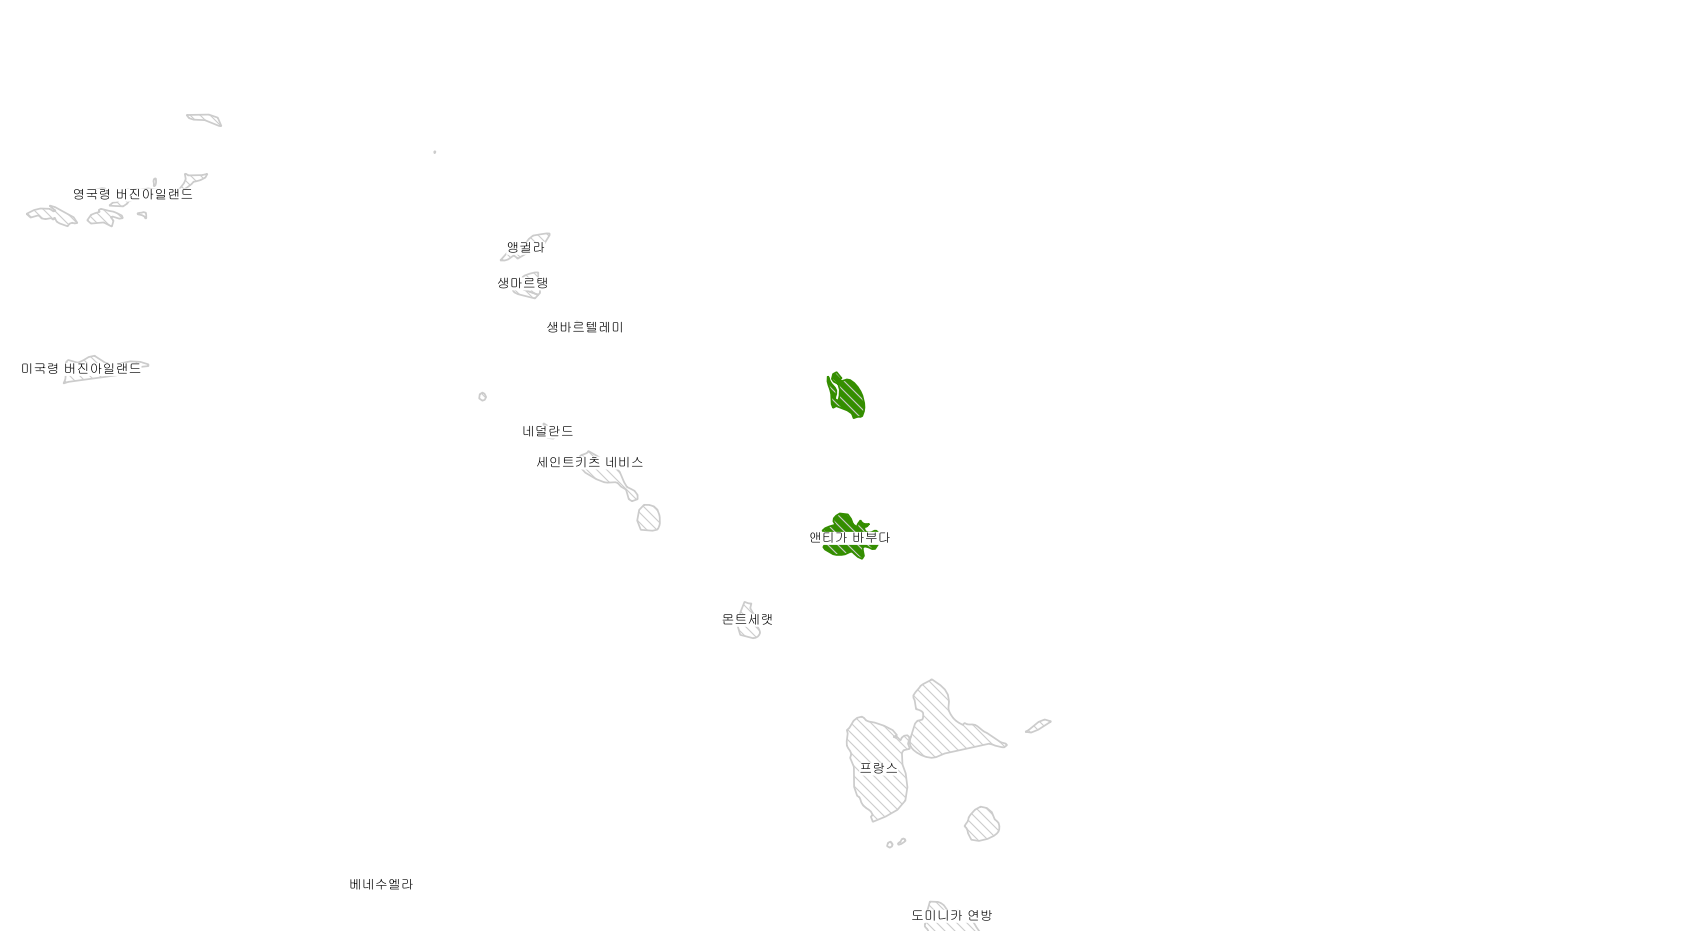 영국령 버진아일랜드
앵귈라
생마르탱
생바르텔레미
미국령 버진아일랜드
네덜란드
세인트키츠 네비스
앤티가 바부다
몬트세랫
프랑스
베네수엘라
도미니카 연방